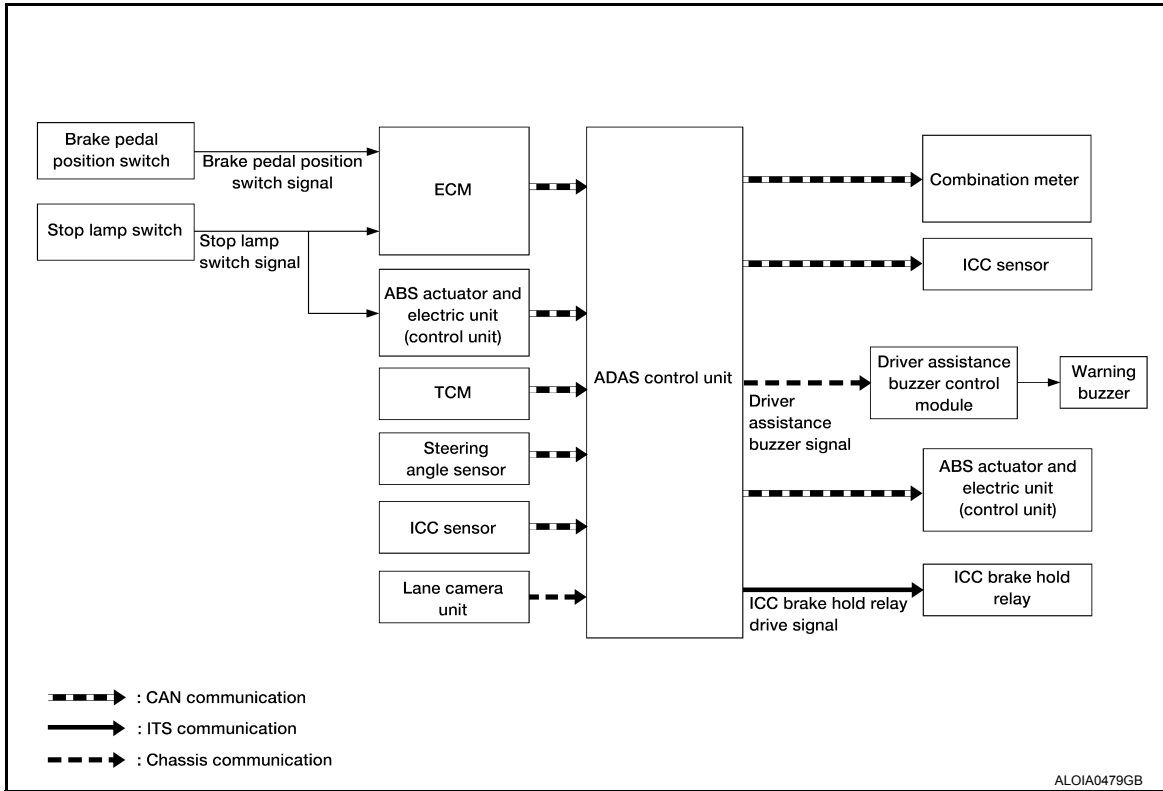 Brake pedal
position switch
Brake pedal position
switch signal
Stop lamp switch
Stop lamp
switch signal
ECM
ABS actuator and
electric unit
(control unit)
TCM
Steering
angle sensor
ICC sensor
Lane camera
unit
ADAS control unit
Combination meter
ICC sensor
Driver
assistance
buzzer signal
Driver assistance
buzzer control
module
Warning
buzzer
ABS actuator and
electric unit
(control unit)
ICC brake hold relay
drive signal
ICC brake hold
relay
: CAN communication
: ITS communication
: Chassis communication
ALOIA0479GB